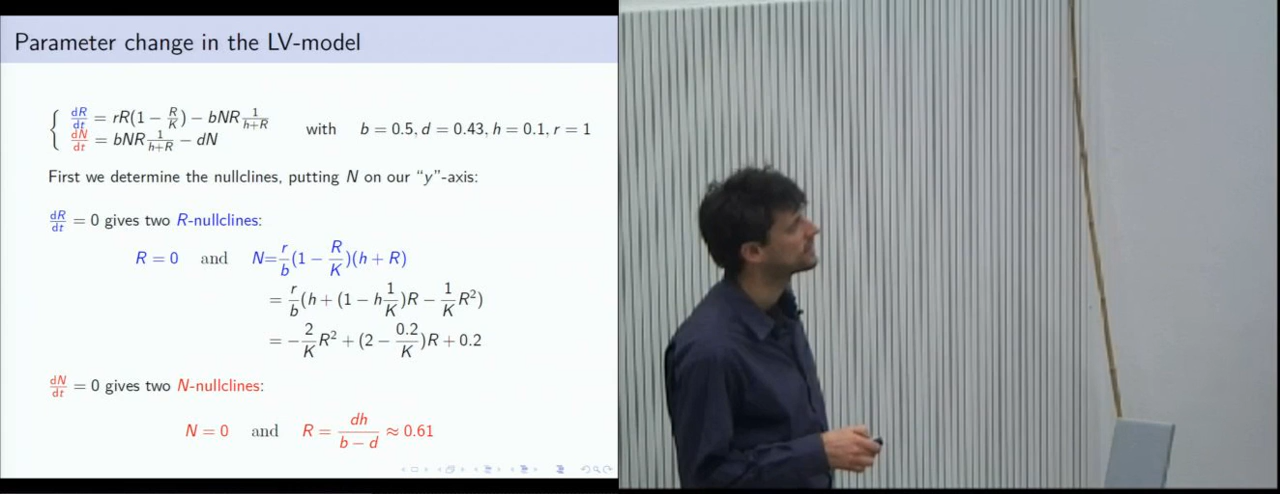 Parameter change in the LV-model
{ dR/dt = rR(1 − R/K) − bNR 1/(h+R)
dN/dt = bNR 1/(h+R) − dN
with b = 0.5, d = 0.43, h = 0.1, r = 1
First we determine the nullclines, putting N on our “y”-axis:
dR/dt = 0 gives two R-nullclines:
R = 0 and N= r/b (1 − R/K)(h + R)
= r/b (h + (1 − h 1/K)R − 1/K R²)
= − 2/K R² + (2 − 0.2/K)R + 0.2
dN/dt = 0 gives two N-nullclines:
N = 0 and R = dh/(b − d) ≈ 0.61